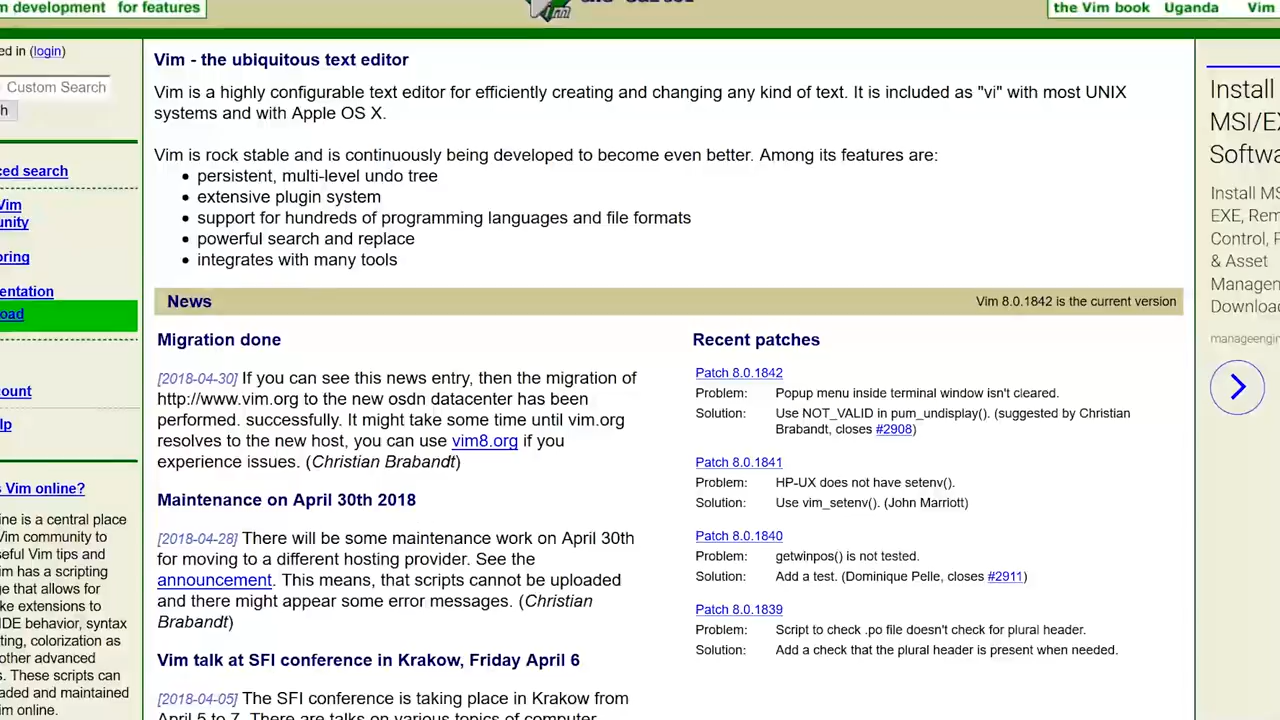 m development for features
the Vim book Uganda Vim
ed in (login)
Custom Search
h
ced search
Vim
unity
oring
entation
oad
count
lp
s Vim online?
ine is a central place
Vim community to
seful Vim tips and
im has a scripting
ge that allows for
ke extensions to
IDE behavior, syntax
ting, colorization as
other advanced
s. These scripts can
aded and maintained
im online.
Vim - the ubiquitous text editor
Vim is a highly configurable text editor for efficiently creating and changing any kind of text. It is included as "vi" with most UNIX
systems and with Apple OS X.
Vim is rock stable and is continuously being developed to become even better. Among its features are:
• persistent, multi-level undo tree
• extensive plugin system
• support for hundreds of programming languages and file formats
• powerful search and replace
• integrates with many tools
News
Vim 8.0.1842 is the current version
Migration done
[2018-04-30] If you can see this news entry, then the migration of
http://www.vim.org to the new osdn datacenter has been
performed. successfully. It might take some time until vim.org
resolves to the new host, you can use vim8.org if you
experience issues. (Christian Brabandt)
Maintenance on April 30th 2018
[2018-04-28] There will be some maintenance work on April 30th
for moving to a different hosting provider. See the
announcement. This means, that scripts cannot be uploaded
and there might appear some error messages. (Christian
Brabandt)
Vim talk at SFI conference in Krakow, Friday April 6
[2018-04-05] The SFI conference is taking place in Krakow from
April 5 to 7. There are talks on various topics of computer
Recent patches
Patch 8.0.1842
Problem: Popup menu inside terminal window isn't cleared.
Solution: Use NOT_VALID in pum_undisplay(). (suggested by Christian
Brabandt, closes #2908)
Patch 8.0.1841
Problem: HP-UX does not have setenv().
Solution: Use vim_setenv(). (John Marriott)
Patch 8.0.1840
Problem: getwinpos() is not tested.
Solution: Add a test. (Dominique Pelle, closes #2911)
Patch 8.0.1839
Problem: Script to check .po file doesn't check for plural header.
Solution: Add a check that the plural header is present when needed.
Install
MSI/EX
Softwa
Install MS
EXE, Rem
Control, P
& Asset
Managem
Download
manageengin